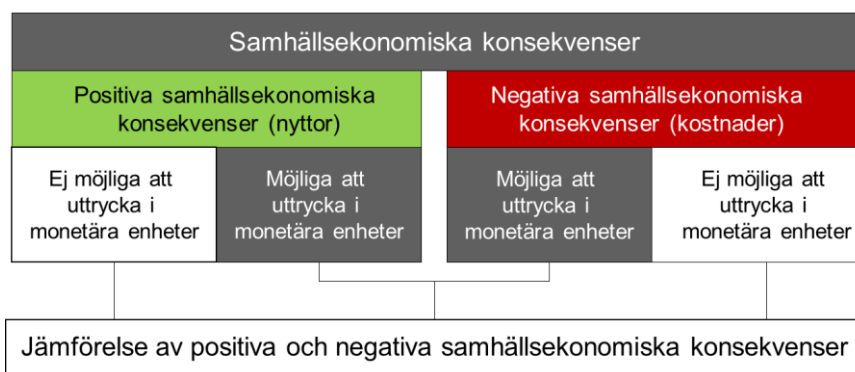 Samhällsekonomiska konsekvenser
Positiva samhällsekonomiska
konsekvenser (nyttor)
Negativa samhällsekonomiska
konsekvenser (kostnader)
Ej möjliga att
uttrycka i
monetära enheter
Möjliga att
uttrycka i
monetära enheter
Möjliga att
uttrycka i
monetära enheter
Ej möjliga att
uttrycka i
monetära enheter
Jämförelse av positiva och negativa samhällsekonomiska konsekvenser